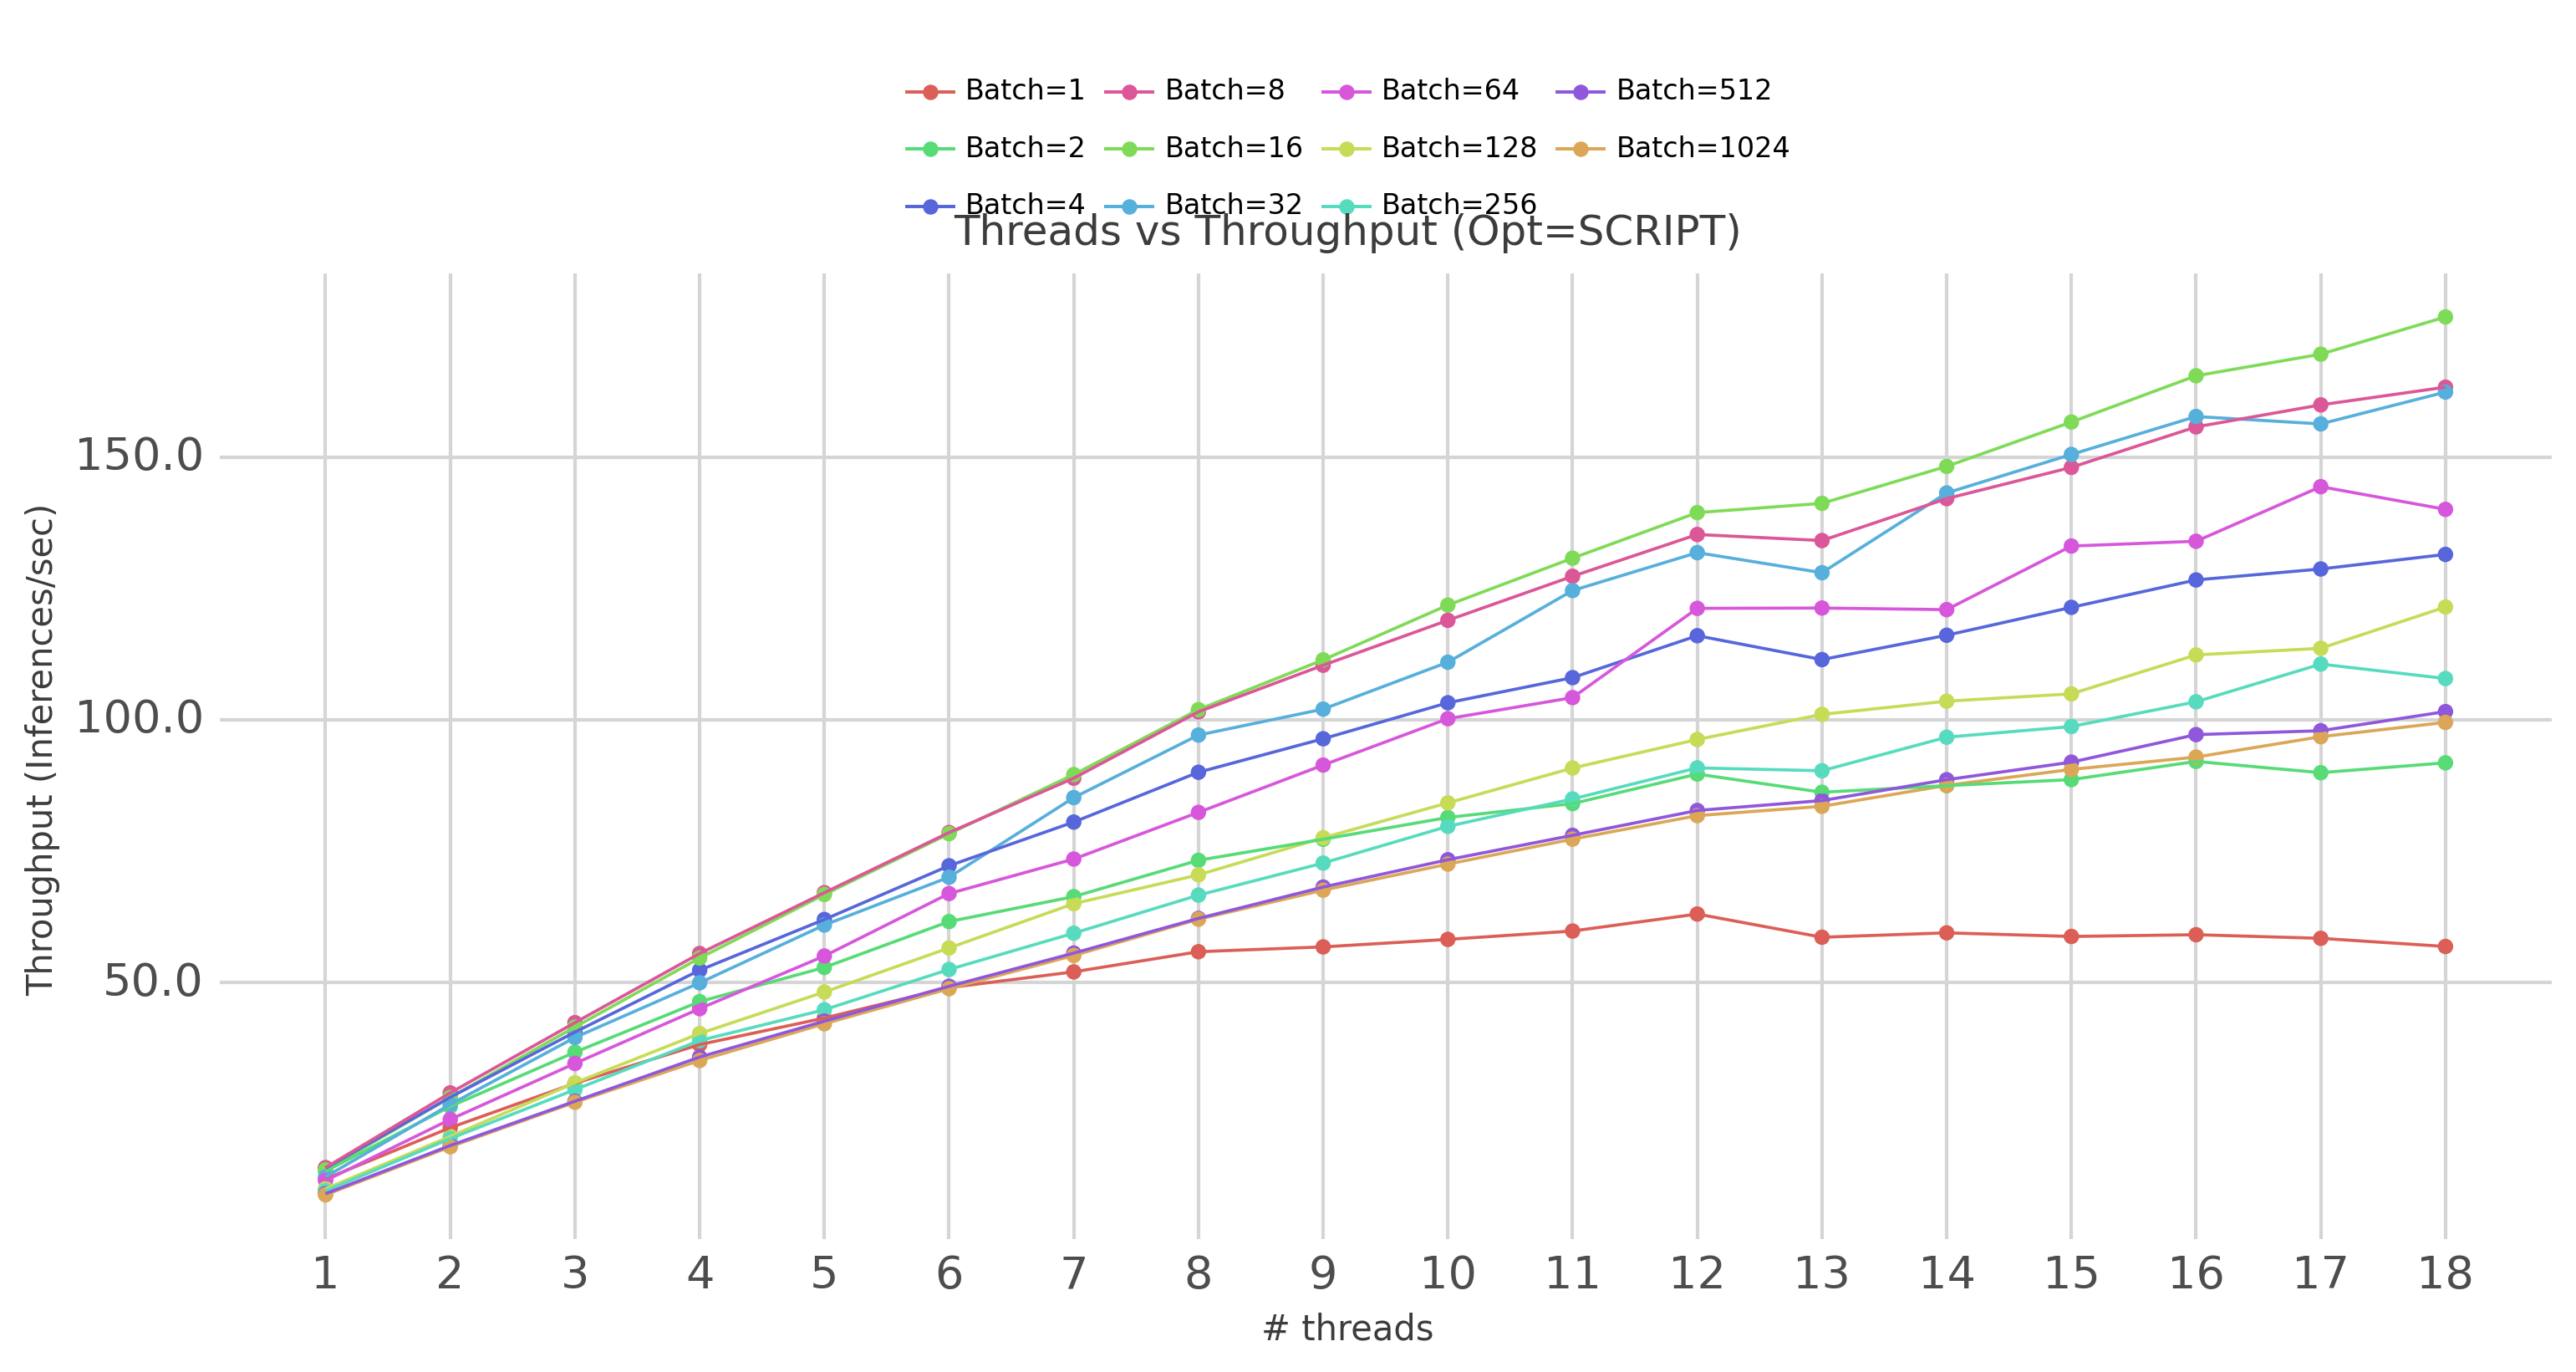 Batch=1 Batch=8 Batch=64 Batch=512
Batch=2 Batch=16 Batch=128 Batch=1024
Batch=4 Batch=32 Batch=256
Threads vs Throughput (Opt=SCRIPT)
150.0
100.0
50.0
Throughput (Inferences/sec)
1 2 3 4 5 6 7 8 9 10 11 12 13 14 15 16 17 18
# threads